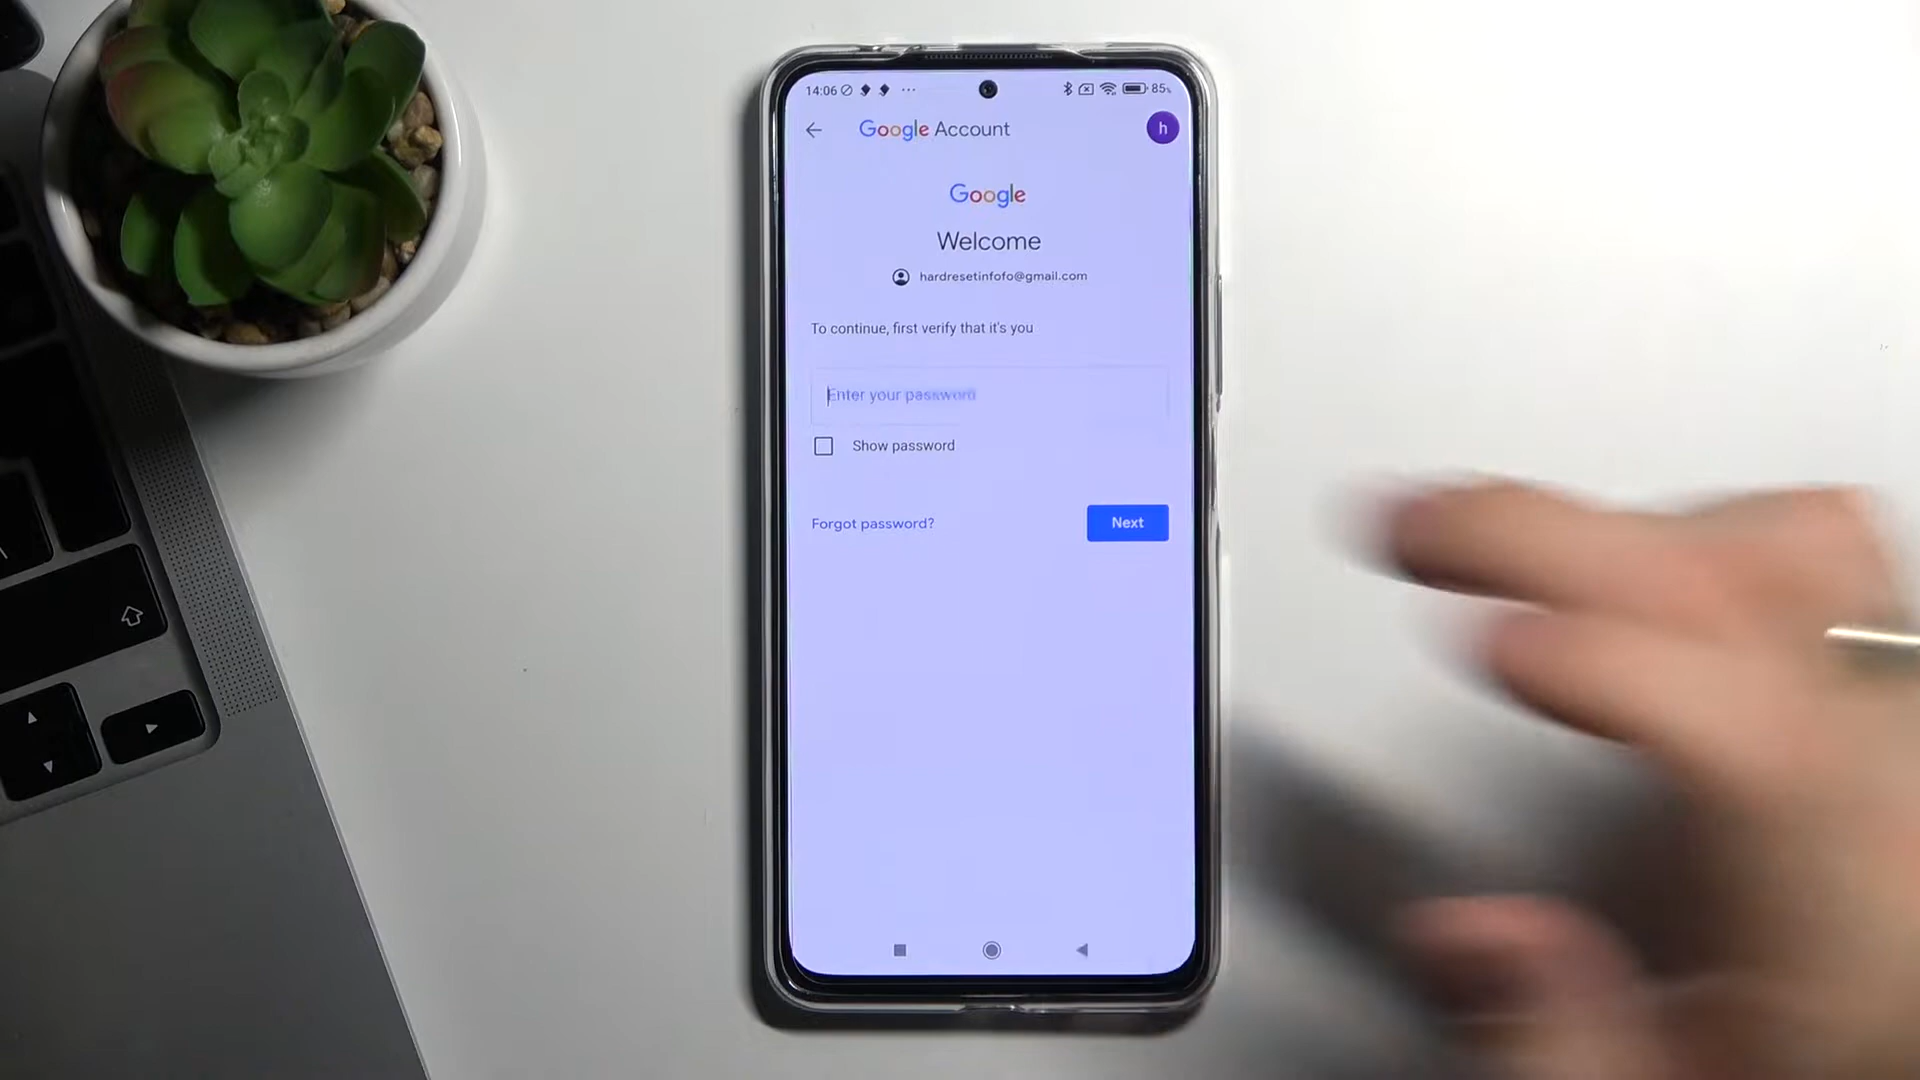 14:06 85%
Google Account h
Google
Welcome
hardresetinfofo@gmail.com
To continue, first verify that it's you
Enter your password
Show password
Forgot password? Next